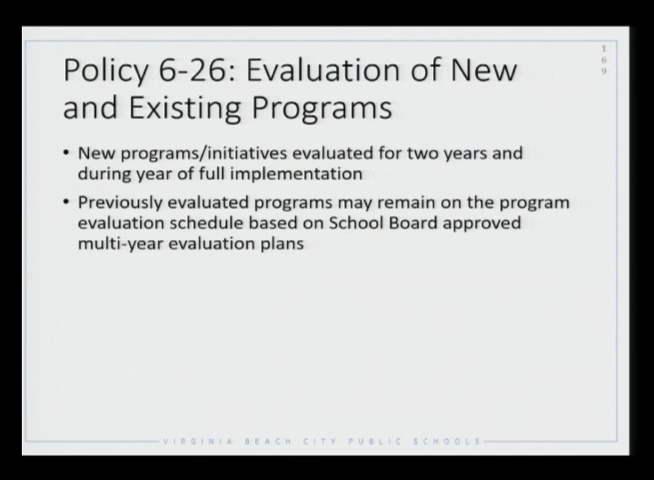 Policy 6-26: Evaluation of New
and Existing Programs
169
• New programs/initiatives evaluated for two years and
during year of full implementation
• Previously evaluated programs may remain on the program
evaluation schedule based on School Board approved
multi-year evaluation plans
VIRGINIA BEACH CITY PUBLIC SCHOOLS